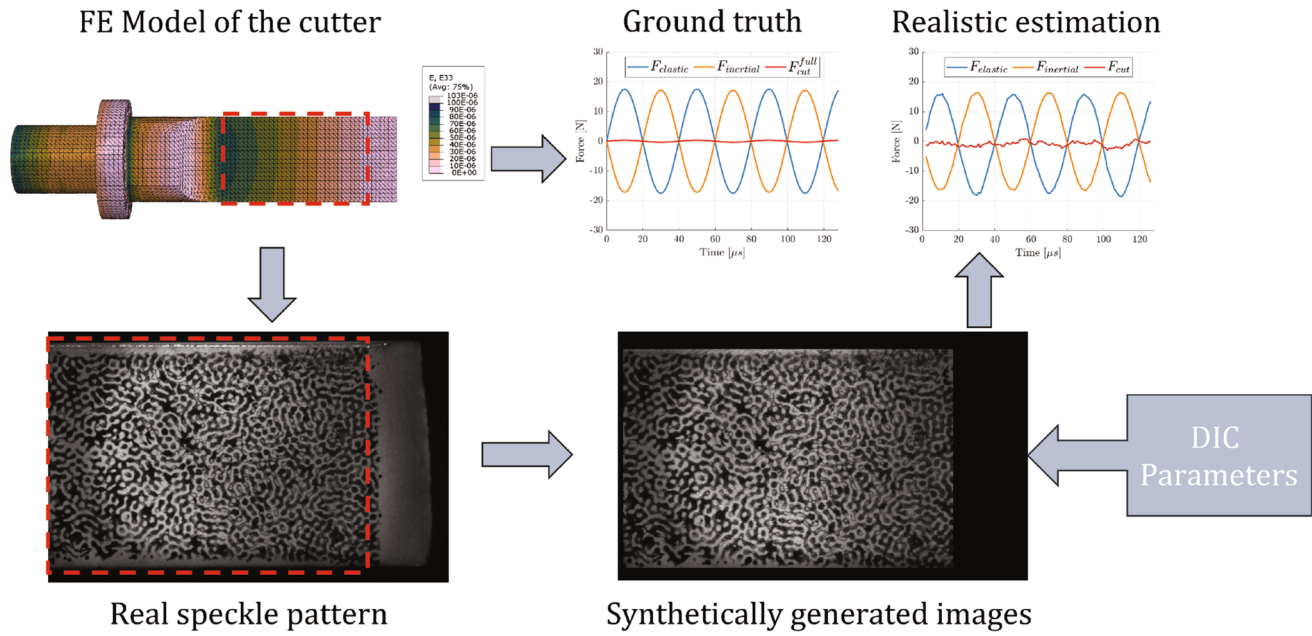 FE Model of the cutter
Ground truth
Realistic estimation
E, E33
(Avg: 75%)
103E-06
100E-06
90E-06
80E-06
70E-06
60E-06
50E-06
40E-06
30E-06
20E-06
10E-06
0E+00
F_elastic F_inertial F_cut^full
Force [N]
30
20
10
0
-10
-20
-30
0 20 40 60 80 100 120
Time [μs]
F_elastic F_inertial F_cut
Force [N]
30
20
10
0
-10
-20
-30
0 20 40 60 80 100 120
Time [μs]
DIC
Parameters
Real speckle pattern
Synthetically generated images